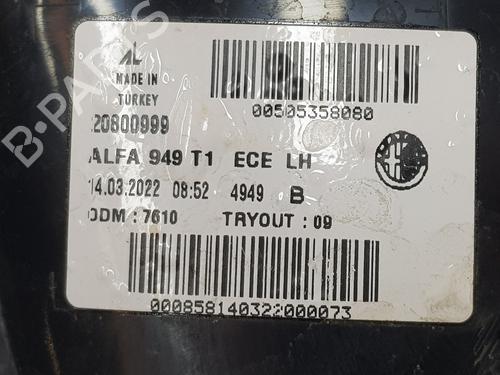 AL
MADE IN
TURKEY
00505358080
20800999
ALFA 949 T1 ECE LH
14.03.2022 08:52 4949 B
ODM : 7610 TRYOUT : 09
000858140322000073
B-PARTS